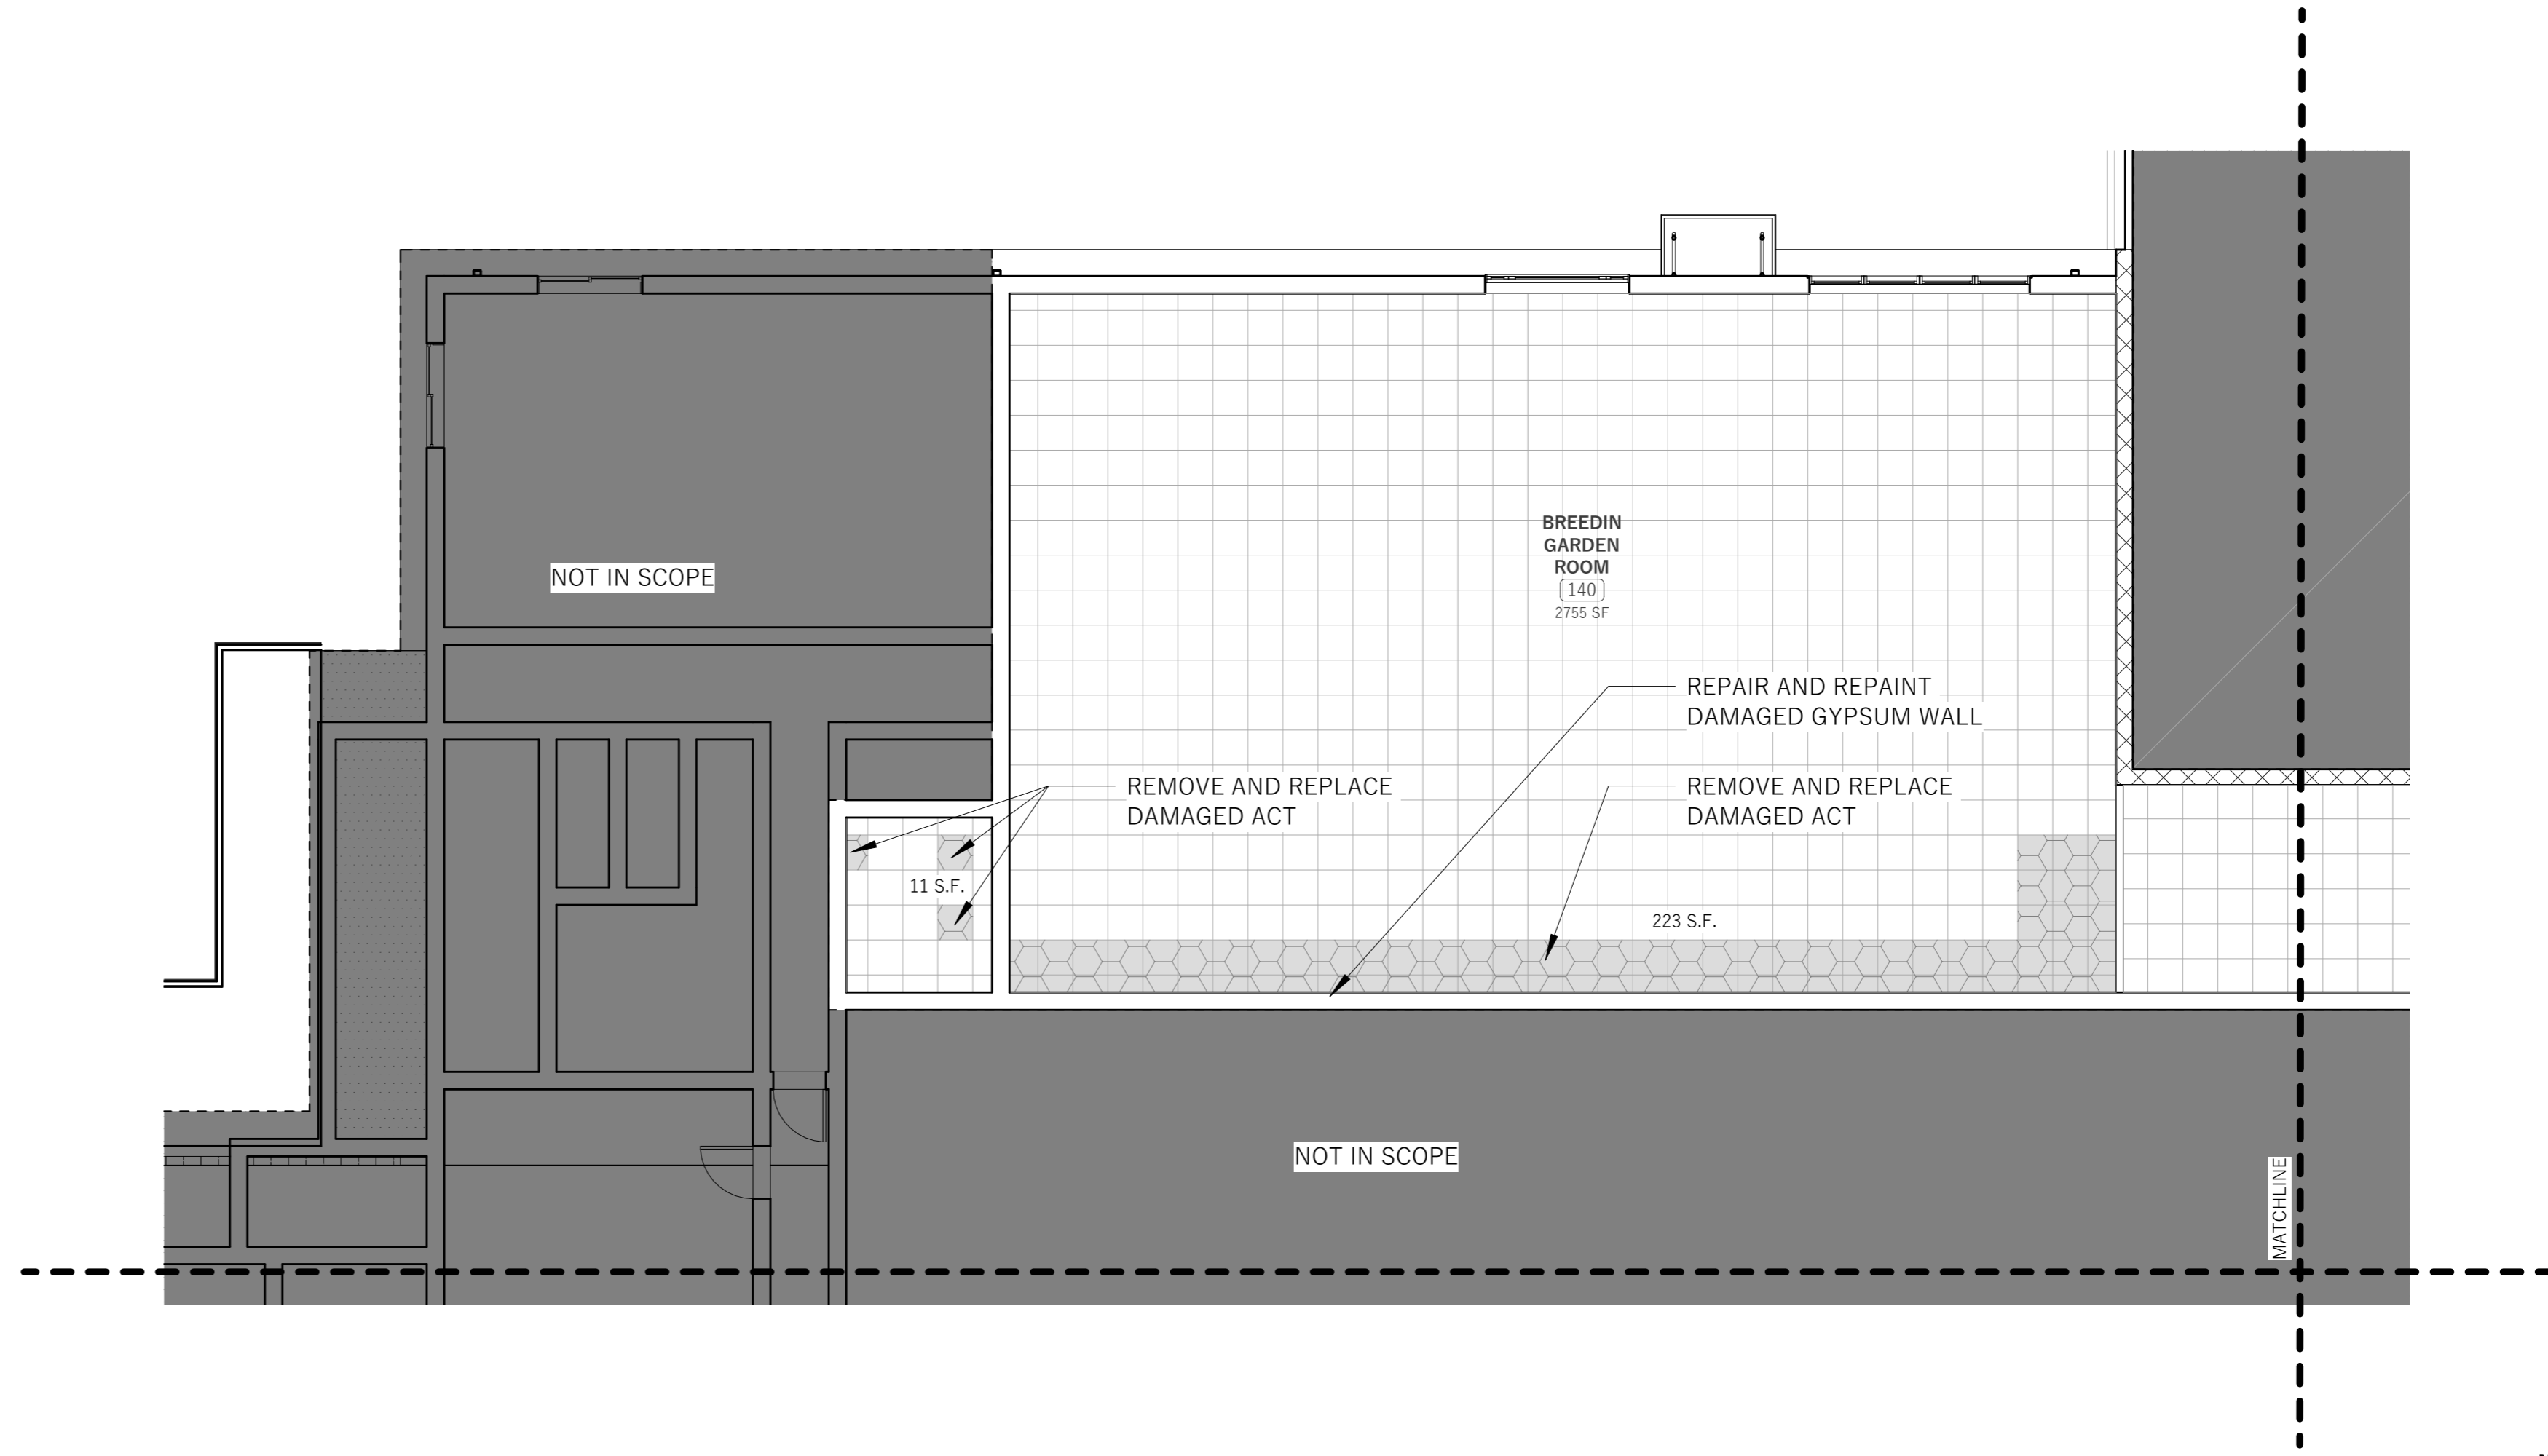 BREEDIN
GARDEN
ROOM
140
2755 SF
NOT IN SCOPE
REPAIR AND REPAINT
DAMAGED GYPSUM WALL
REMOVE AND REPLACE
DAMAGED ACT
REMOVE AND REPLACE
DAMAGED ACT
11 S.F.
223 S.F.
NOT IN SCOPE
MATCHLINE